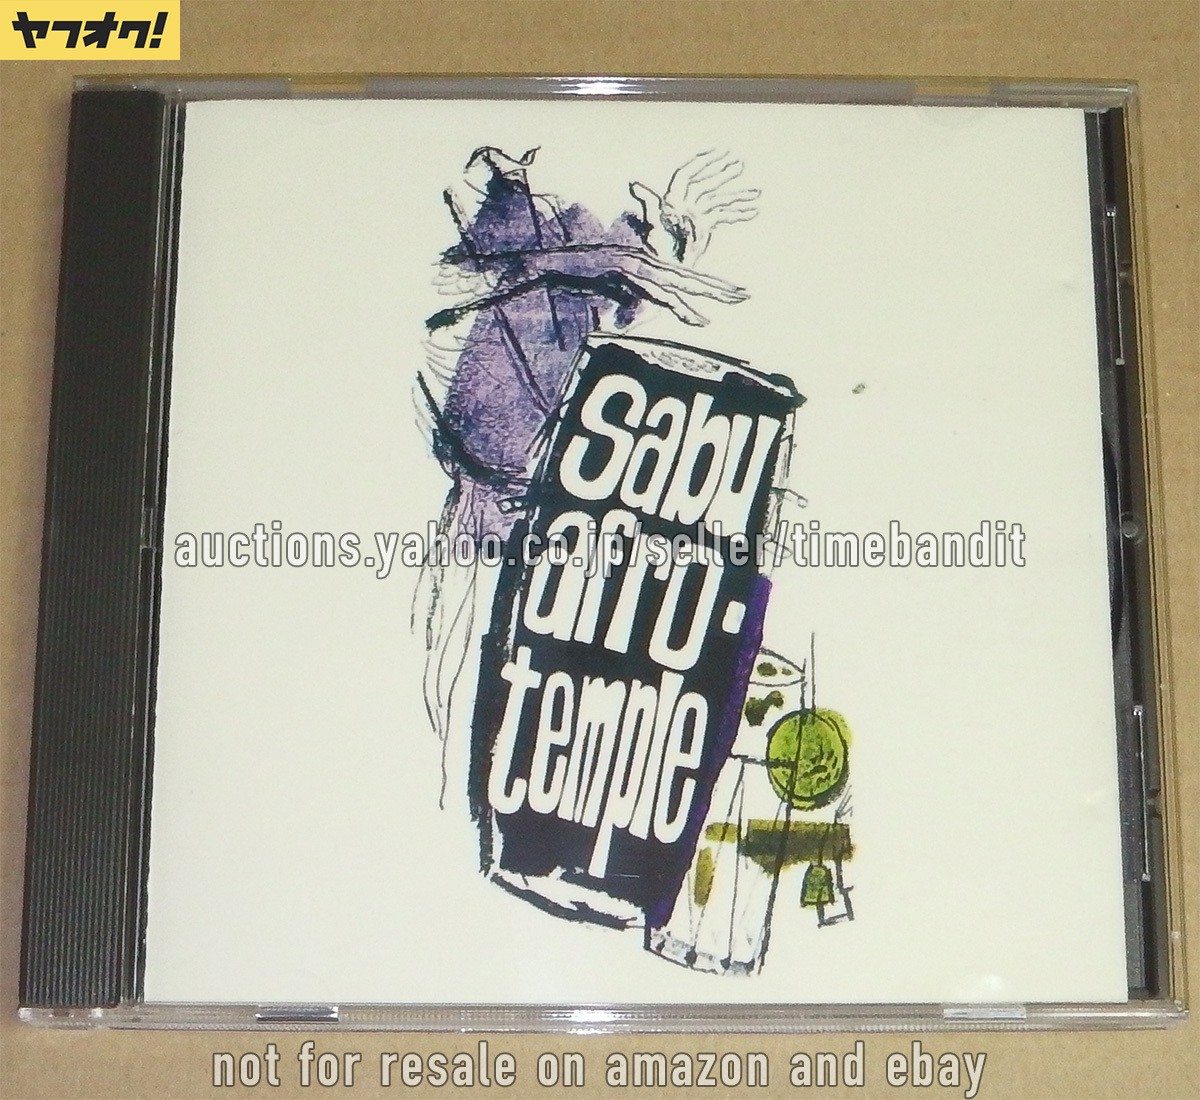 ヤフオク!
saby
afro-
temple
auctions.yahoo.co.jp/seller/timebandit
not for resale on amazon and ebay